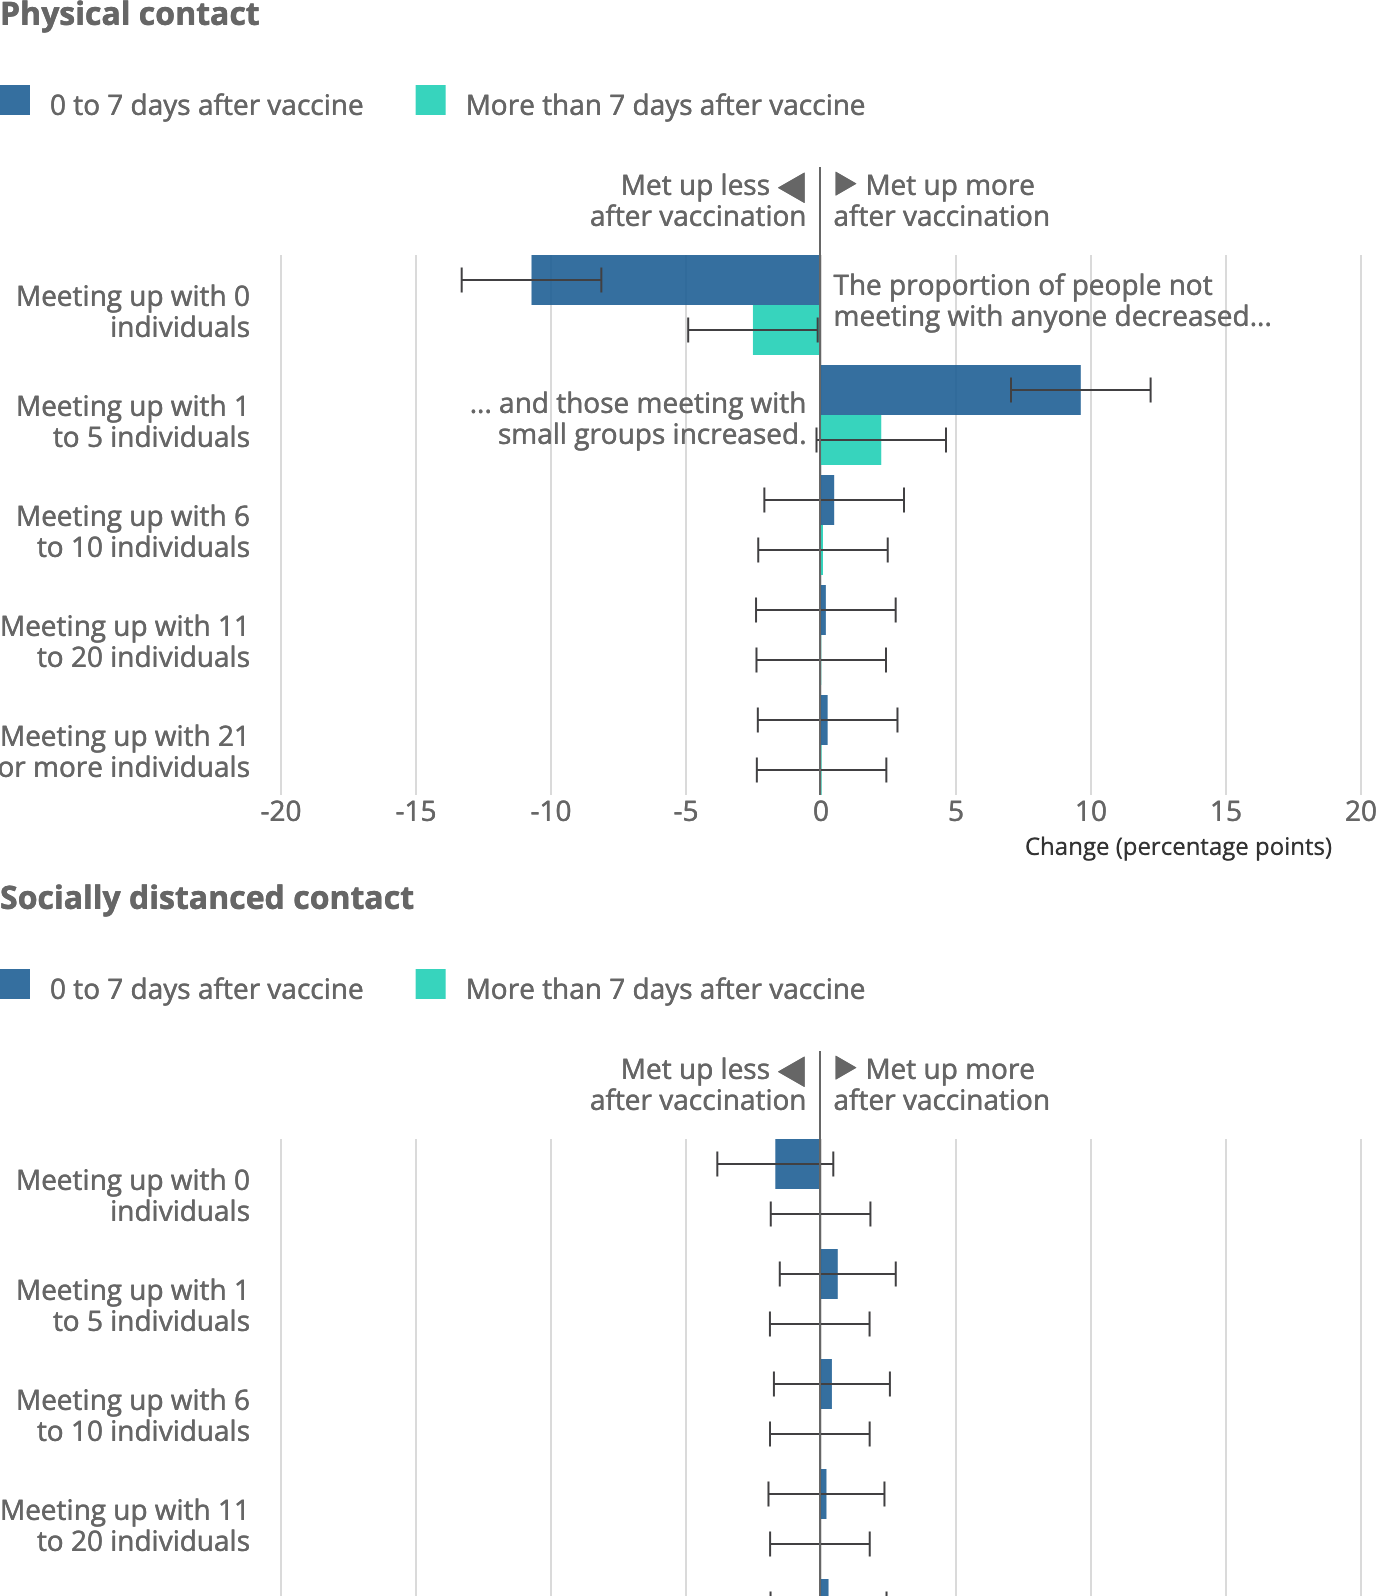 Physical contact
0 to 7 days after vaccine
More than 7 days after vaccine
Met up less
after vaccination
Met up more
after vaccination
Meeting up with 0
individuals
The proportion of people not
meeting with anyone decreased...
Meeting up with 1
to 5 individuals
... and those meeting with
small groups increased.
Meeting up with 6
to 10 individuals
Meeting up with 11
to 20 individuals
Meeting up with 21
or more individuals
-20 -15 -10 -5 0 5 10 15 20
Change (percentage points)
Socially distanced contact
0 to 7 days after vaccine
More than 7 days after vaccine
Met up less
after vaccination
Met up more
after vaccination
Meeting up with 0
individuals
Meeting up with 1
to 5 individuals
Meeting up with 6
to 10 individuals
Meeting up with 11
to 20 individuals